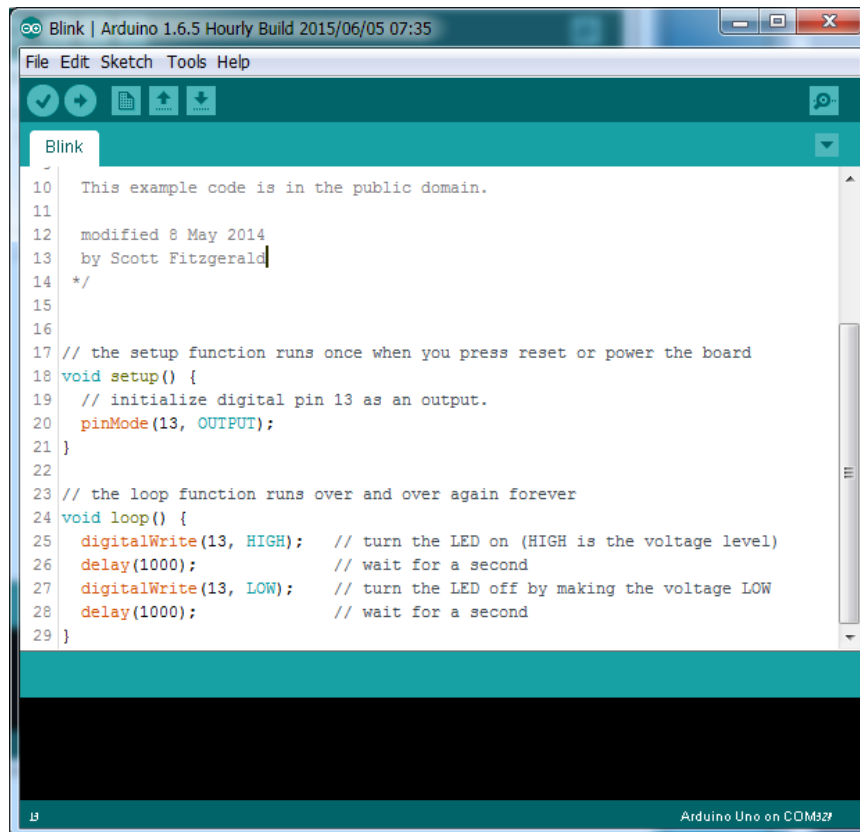 Blink | Arduino 1.6.5 Hourly Build 2015/06/05 07:35
File Edit Sketch Tools Help
Blink
10 This example code is in the public domain.
11
12 modified 8 May 2014
13 by Scott Fitzgerald
14 */
15
16
17 // the setup function runs once when you press reset or power the board
18 void setup() {
19 // initialize digital pin 13 as an output.
20 pinMode(13, OUTPUT);
21 }
22
23 // the loop function runs over and over again forever
24 void loop() {
25 digitalWrite(13, HIGH); // turn the LED on (HIGH is the voltage level)
26 delay(1000); // wait for a second
27 digitalWrite(13, LOW); // turn the LED off by making the voltage LOW
28 delay(1000); // wait for a second
29 }
13
Arduino Uno on